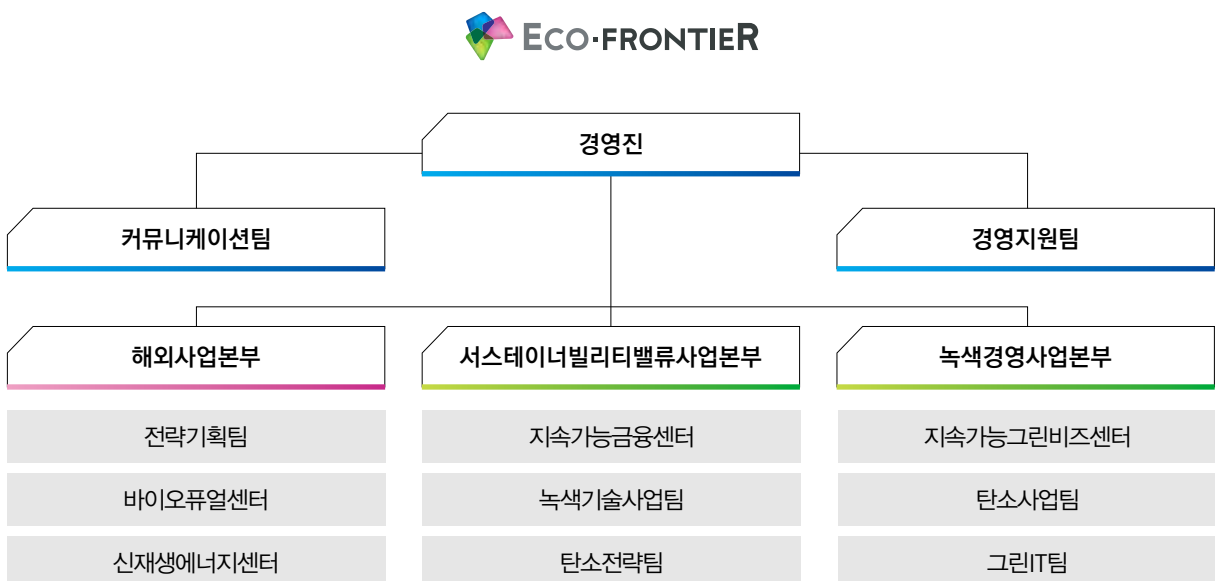 ECO·FRONTIER
경영진
커뮤니케이션팀
경영지원팀
해외사업본부
서스테이너빌리티밸류사업본부
녹색경영사업본부
전략기획팀
지속가능금융센터
지속가능그린비즈센터
바이오퓨얼센터
녹색기술사업팀
탄소사업팀
신재생에너지센터
탄소전략팀
그린IT팀